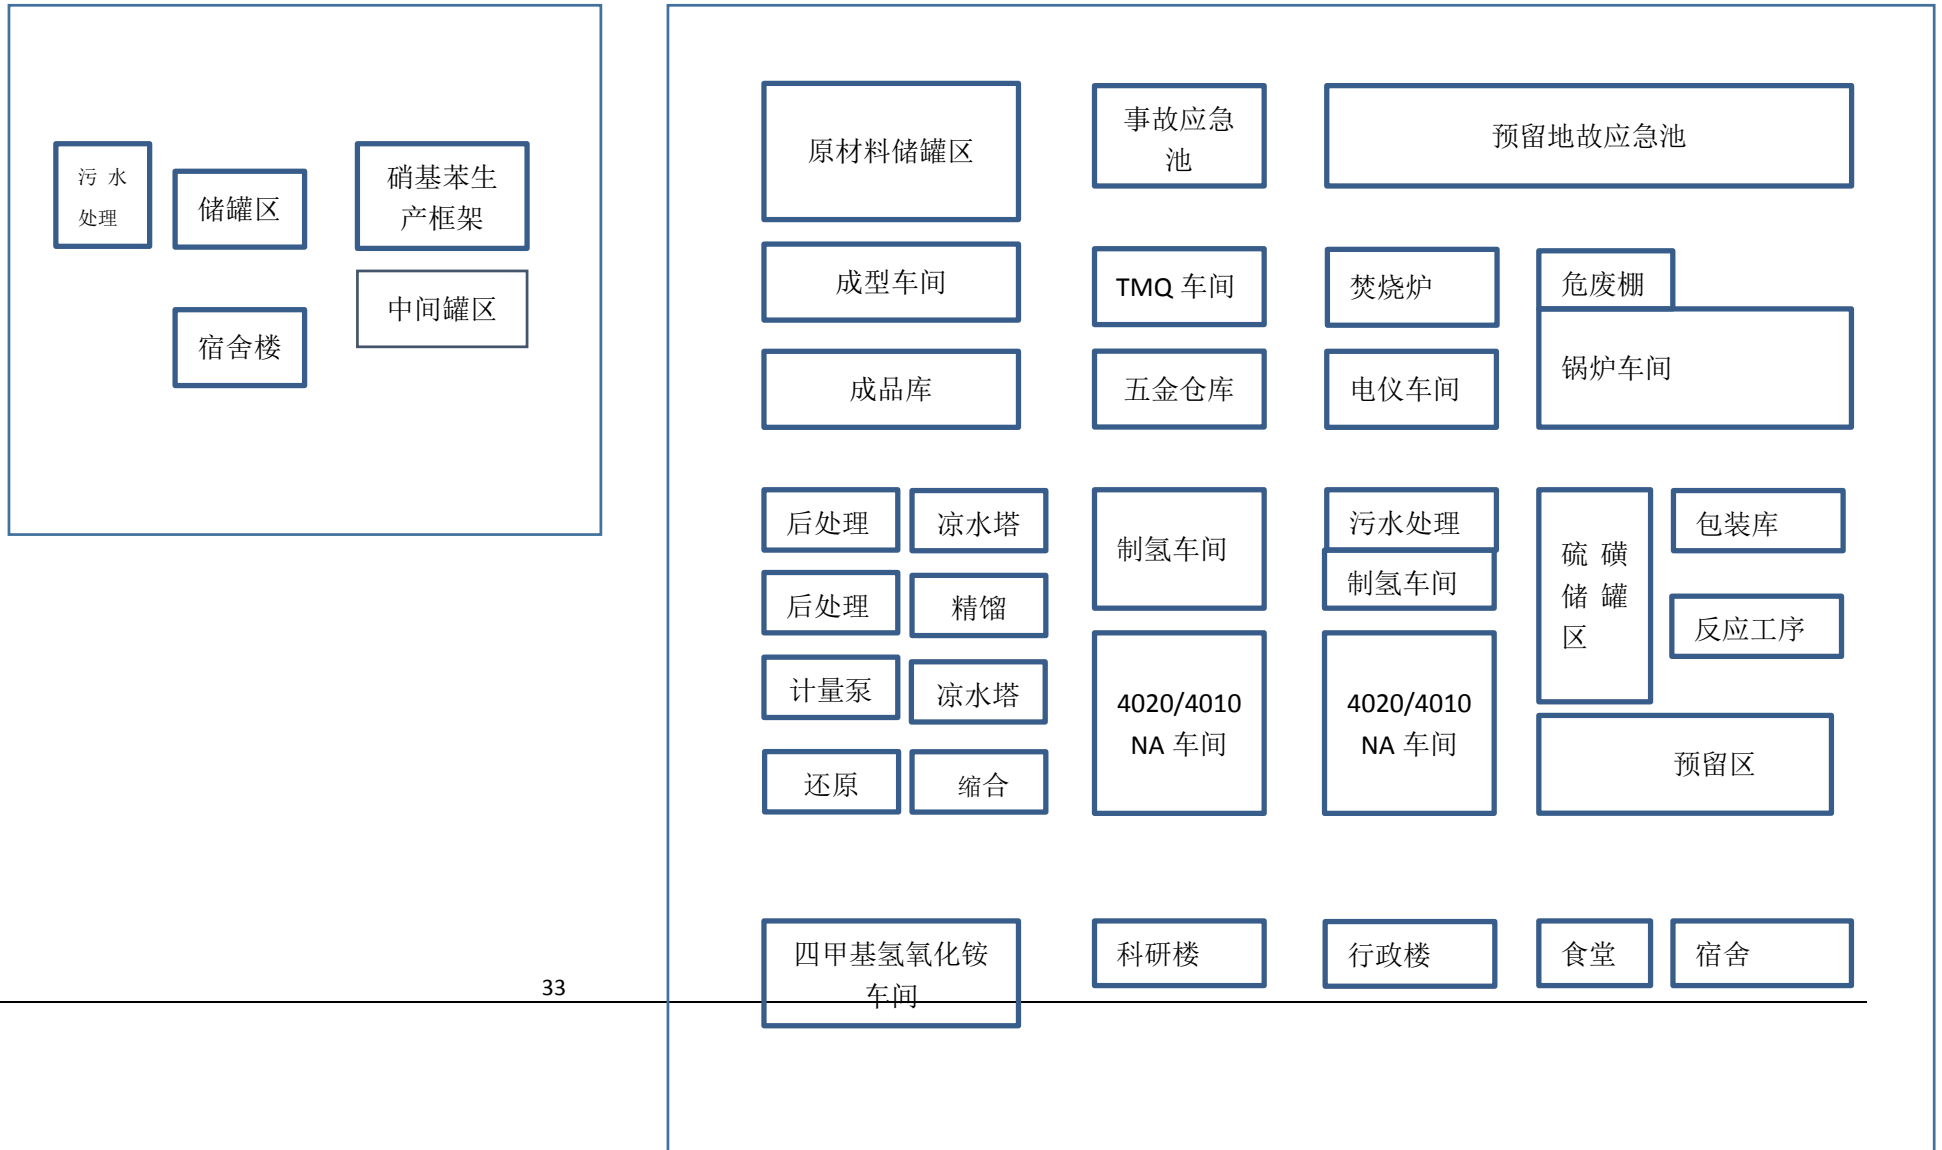 污 水
处理
储罐区
硝基苯生
产框架
中间罐区
宿舍楼
原材料储罐区
事故应急
池
预留地故应急池
成型车间
TMQ 车间
焚烧炉
危废棚
锅炉车间
成品库
五金仓库
电仪车间
后处理
凉水塔
制氢车间
污水处理
制氢车间
硫 磺
储 罐
区
包装库
后处理
精馏
反应工序
计量泵
凉水塔
4020/4010
NA 车间
4020/4010
NA 车间
预留区
还原
缩合
四甲基氢氧化铵
车间
科研楼
行政楼
食堂
宿舍
33